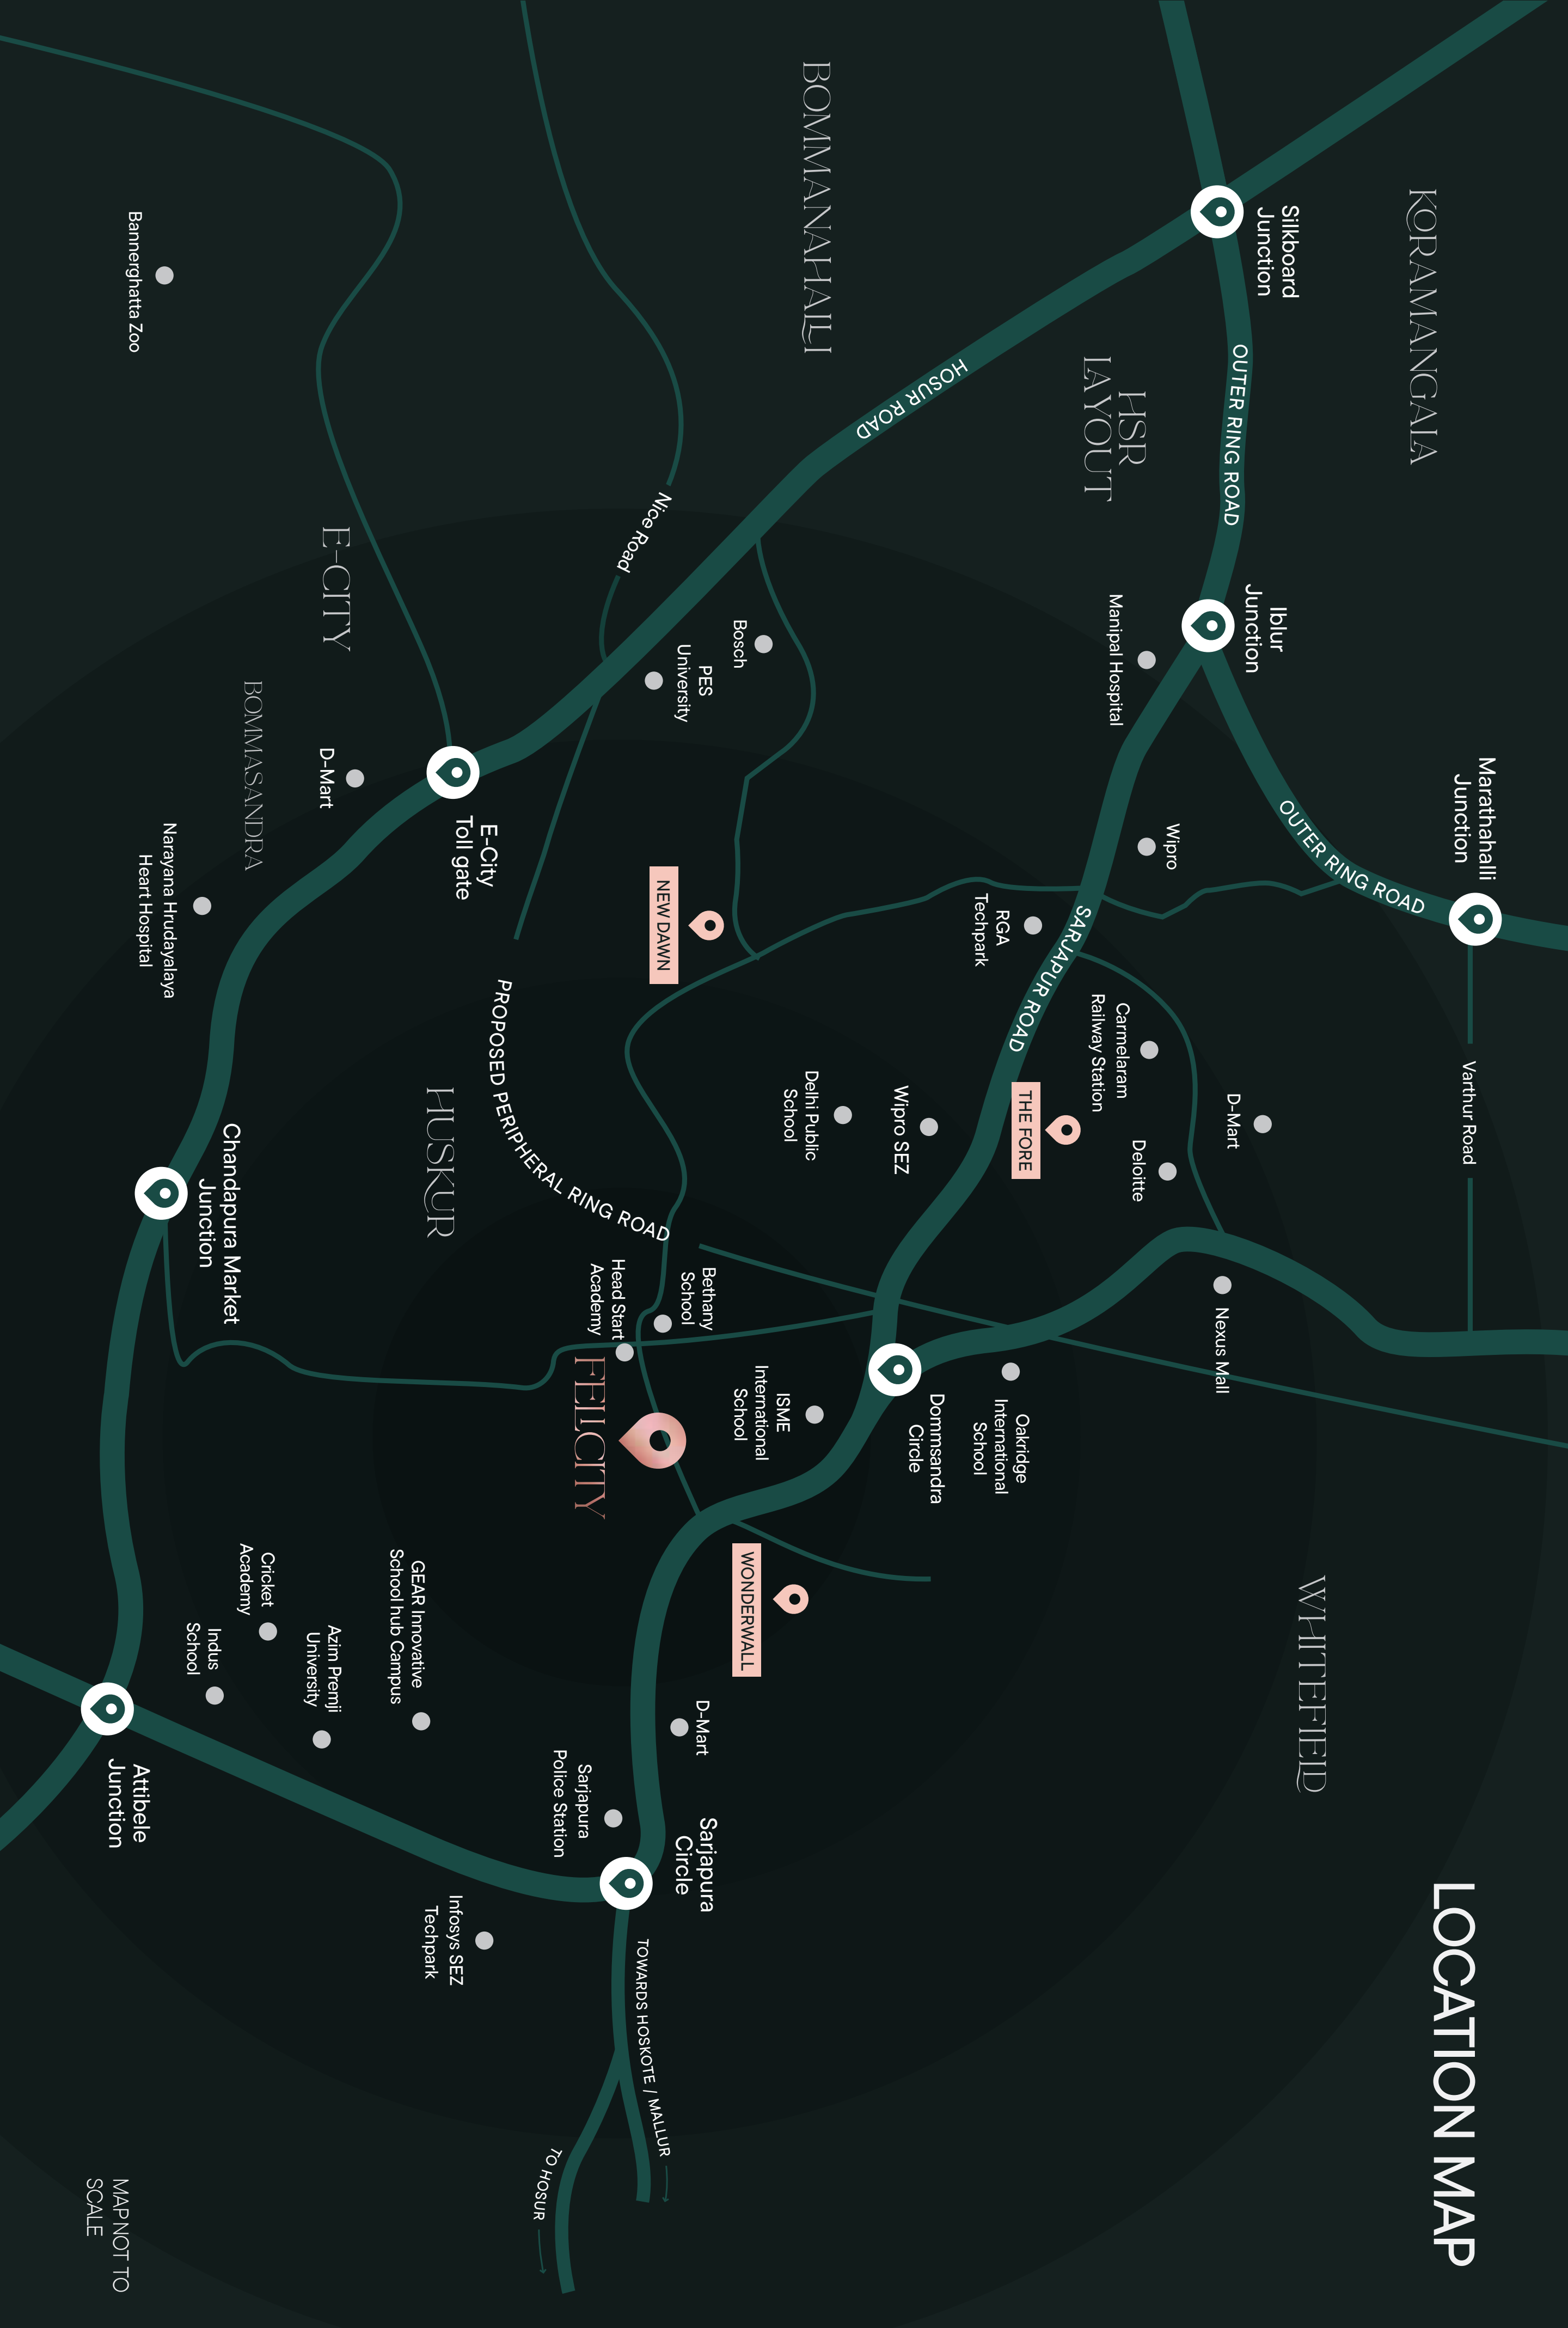 LOCATION MAP
KORAMANGALA
Silkboard
Junction
OUTER RING ROAD
HSR
LAYOUT
BOMMANAHALLI
HOSUR ROAD
Iblur
Junction
Manipal Hospital
Marathahalli
Junction
OUTER RING ROAD
Varthur Road
Wipro
RGA
Techpark
SARJAPUR ROAD
Carmelaram
Railway Station
D-Mart
Deloitte
THE FORE
Nexus Mall
WHITEFIELD
Wipro SEZ
Delhi Public
School
Dommsandra
Circle
Oakridge
International
School
ISME
International
School
Bosch
PES
University
Nice Road
NEW DAWN
Bethany
School
Head Start
Academy
FELICITY
WONDERWALL
D-Mart
Sarjapura
Circle
Sarjapura
Police Station
TOWARDS HOSKOTE / MALLUR
TO HOSUR
Infosys SEZ
Techpark
PROPOSED PERIPHERAL RING ROAD
HUSKUR
E-City
Toll gate
E-CITY
D-Mart
BOMMASANDRA
Bannerghatta Zoo
Narayana Hrudayalaya
Heart Hospital
Chandapura Market
Junction
GEAR Innovative
School hub Campus
Azim Premji
University
Cricket
Academy
Indus
School
Attibele
Junction
MAP NOT TO
SCALE